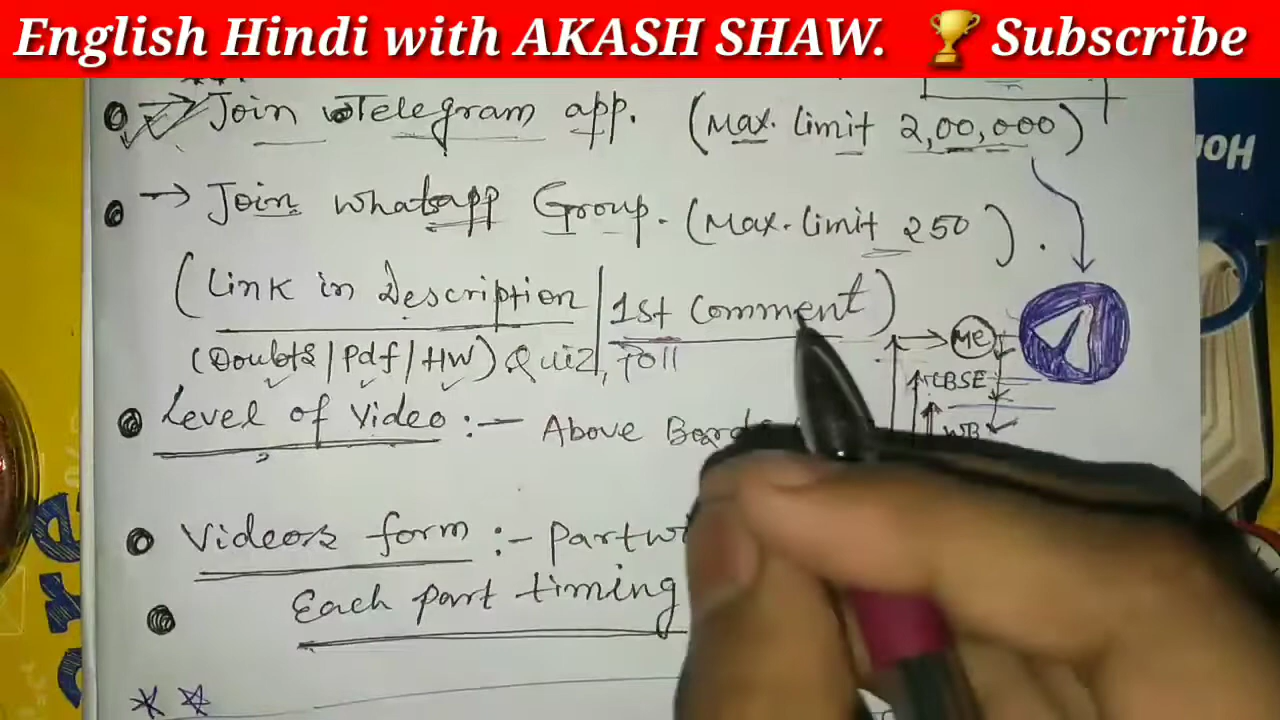 English Hindi with AKASH SHAW. 🏆 Subscribe
→ Join Telegram app. (Max. limit 2,00,000)
→ Join whatsapp Group. (Max. limit 250).
(Link in Description | 1st Comment)
(Doubts | Pdf | HW) Quiz, Poll
ME
CBSE
WB
Level of Video :- Above
Videos form :-
Each part timing